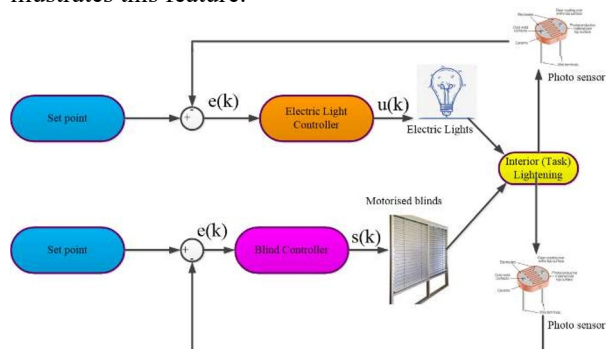 illustrates this feature.
Photo sensor
Set point
+
-
e(k)
Electric Light
Controller
u(k)
Electric Lights
Interior (Task)
Lightening
Motorised blinds
Set point
+
-
e(k)
Blind Controller
s(k)
Photo sensor